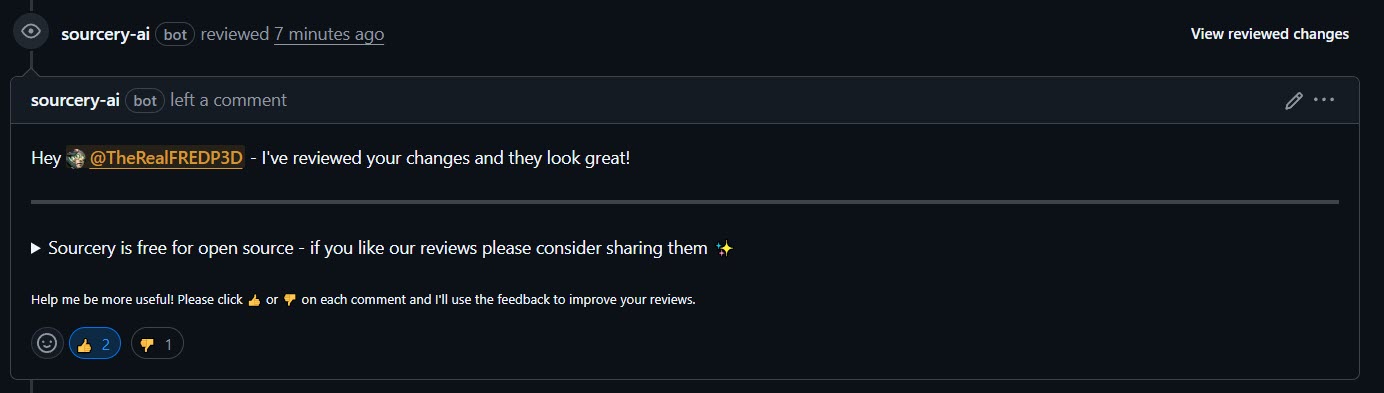 sourcery-ai bot reviewed 7 minutes ago View reviewed changes
sourcery-ai bot left a comment
Hey @TheRealFREDP3D - I've reviewed your changes and they look great!
Sourcery is free for open source - if you like our reviews please consider sharing them ✨
Help me be more useful! Please click 👍 or 👎 on each comment and I'll use the feedback to improve your reviews.
👍 2 👎 1